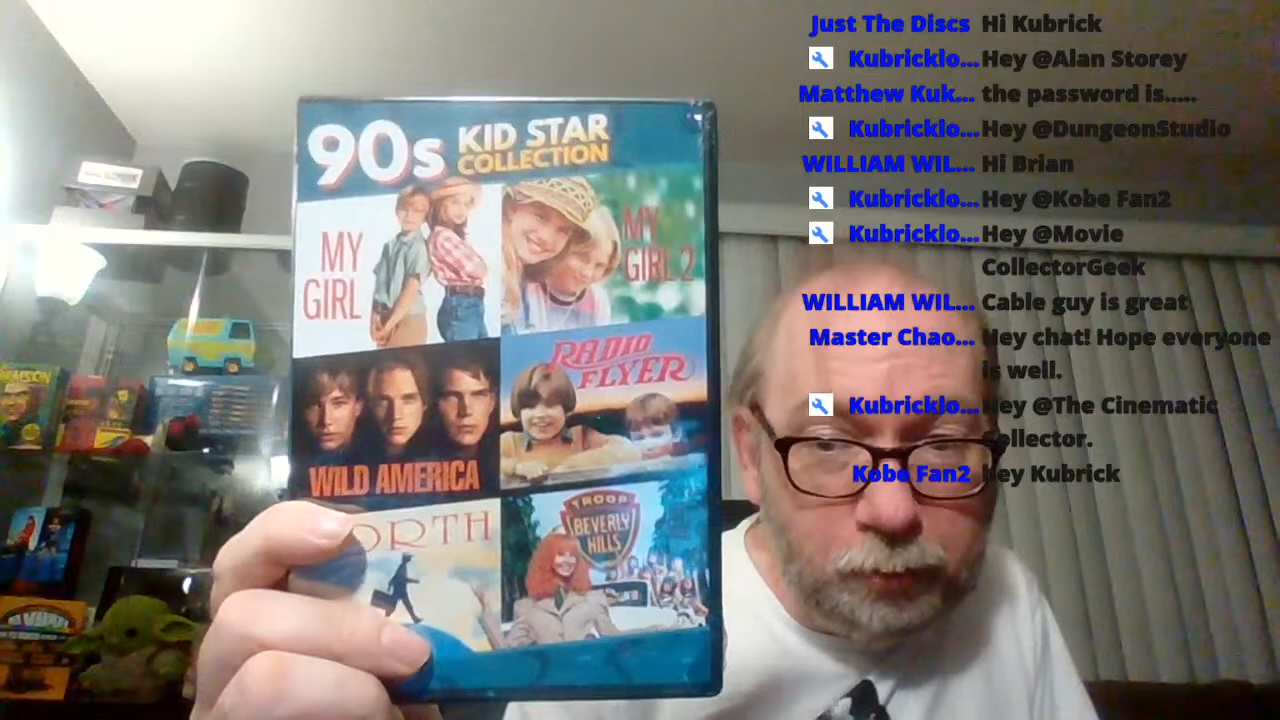 Just The Discs Hi Kubrick
Kubricklo... Hey @Alan Storey
Matthew Kuk... the password is.....
Kubricklo... Hey @DungeonStudio
WILLIAM WIL... Hi Brian
Kubricklo... Hey @Kobe Fan2
Kubricklo... Hey @Movie
CollectorGeek
WILLIAM WIL... Cable guy is great
Master Chao... Hey chat! Hope everyone
is well.
Kubricklo... Hey @The Cinematic
Collector.
Kobe Fan2 Hey Kubrick
90s KID STAR
COLLECTION
MY
GIRL
MY
GIRL 2
WILD AMERICA
RADIO
FLYER
ORTH
TROOP
BEVERLY
HILLS